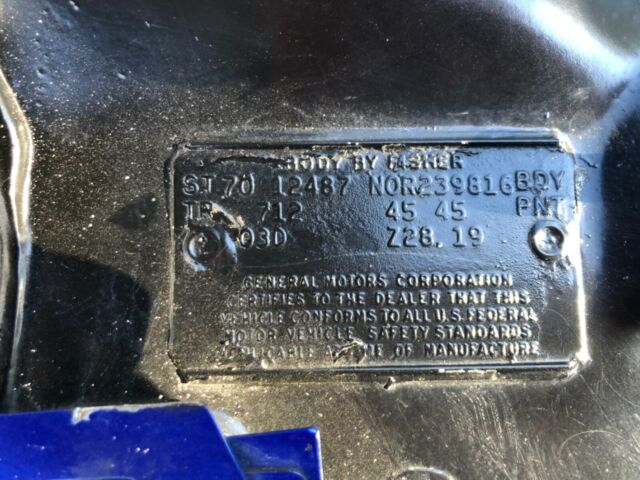 BODY BY FISHER
ST 70 12487 NOR239816 BDY
TR 712 45 45 PNT
03D Z28.19
GENERAL MOTORS CORPORATION
CERTIFIES TO THE DEALER THAT THIS
VEHICLE CONFORMS TO ALL U.S. FEDERAL
MOTOR VEHICLE SAFETY STANDARDS
APPLICABLE AT TIME OF MANUFACTURE